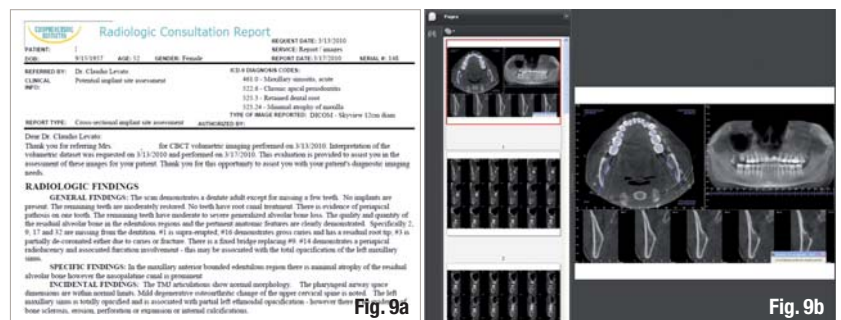 CONEBEAM RADIOLOGY INSTITUTE
Radiologic Consultation Report
REQUEST DATE: 3/13/2010
PATIENT: SERVICE: Report / images
DOB: 9/15/1957 AGE: 52 GENDER: Female REPORT DATE: 3/17/2010 SERIAL #: 348
REFERRED BY: Dr. Claudio Levato ICD-9 DIAGNOSIS CODES:
CLINICAL INFO: Potential implant site assessment 461.0 - Maxillary sinusitis, acute
522.6 - Chronic apical periodontitis
525.3 - Retained dental root
525.24 - Minimal atrophy of maxilla
TYPE OF IMAGE REPORTED: DICOM - Skyview 12cm 8am
REPORT TYPE: Cross-sectional implant site assessment AUTHORIZED BY:
Dear Dr. Claudio Levato:
Thank you for referring Mrs. for CBCT volumetric imaging performed on 3/13/2010. Interpretation of the
volumetric dataset was requested on 3/13/2010 and performed on 3/17/2010. This evaluation is provided to assist you in the
assessment of these images for your patient. Thank you for this opportunity to assist you with your patient's diagnostic imaging
needs.
RADIOLOGIC FINDINGS
GENERAL FINDINGS: The scan demonstrates a dentate adult except for missing a few teeth. No implants are
present. The remaining teeth are moderately restored. No teeth have root canal treatment. There is evidence of periapical
pathosis on one tooth. The remaining teeth have moderate to severe generalized alveolar bone loss. The quality and quantity of
the residual alveolar bone in the edentulous regions and the pertinent anatomic features are clearly demonstrated. Specifically 2,
9, 17 and 32 are missing from the dentition. #1 is supra-erupted, #16 demonstrates gross caries and has a residual root tip. #3 is
partially de-coronated either due to caries or fracture. There is a fixed bridge replacing #9. #14 demonstrates a periapical
radiolucency and associated furcation involvement - this may be associated with the total opacification of the left maxillary
sinus.
SPECIFIC FINDINGS: In the maxillary anterior bounded edentulous region there is minimal atrophy of the residual
alveolar bone however the nasopalatine canal is prominent
INCIDENTAL FINDINGS: The TMJ articulations show normal morphology. The pharyngeal airway space
dimensions are within normal limits. Mild degenerative osteoarthritic change of the upper cervical spine is noted. The left
maxillary sinus is totally opacified and is associated with partial left ethmoidal opacification - however there
bone sclerosis, erosion, perforation or expansion or internal calcifications.
Fig. 9a
Pages
1
2
Fig. 9b